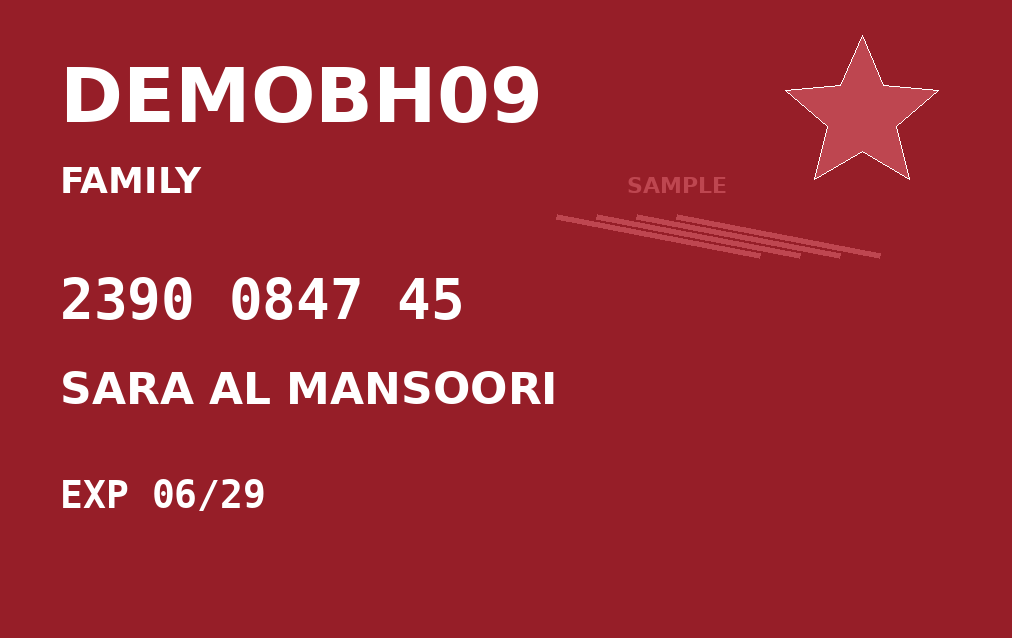 DEMOBH09
FAMILY
SAMPLE
2390 0847 45
SARA AL MANSOORI
EXP 06/29